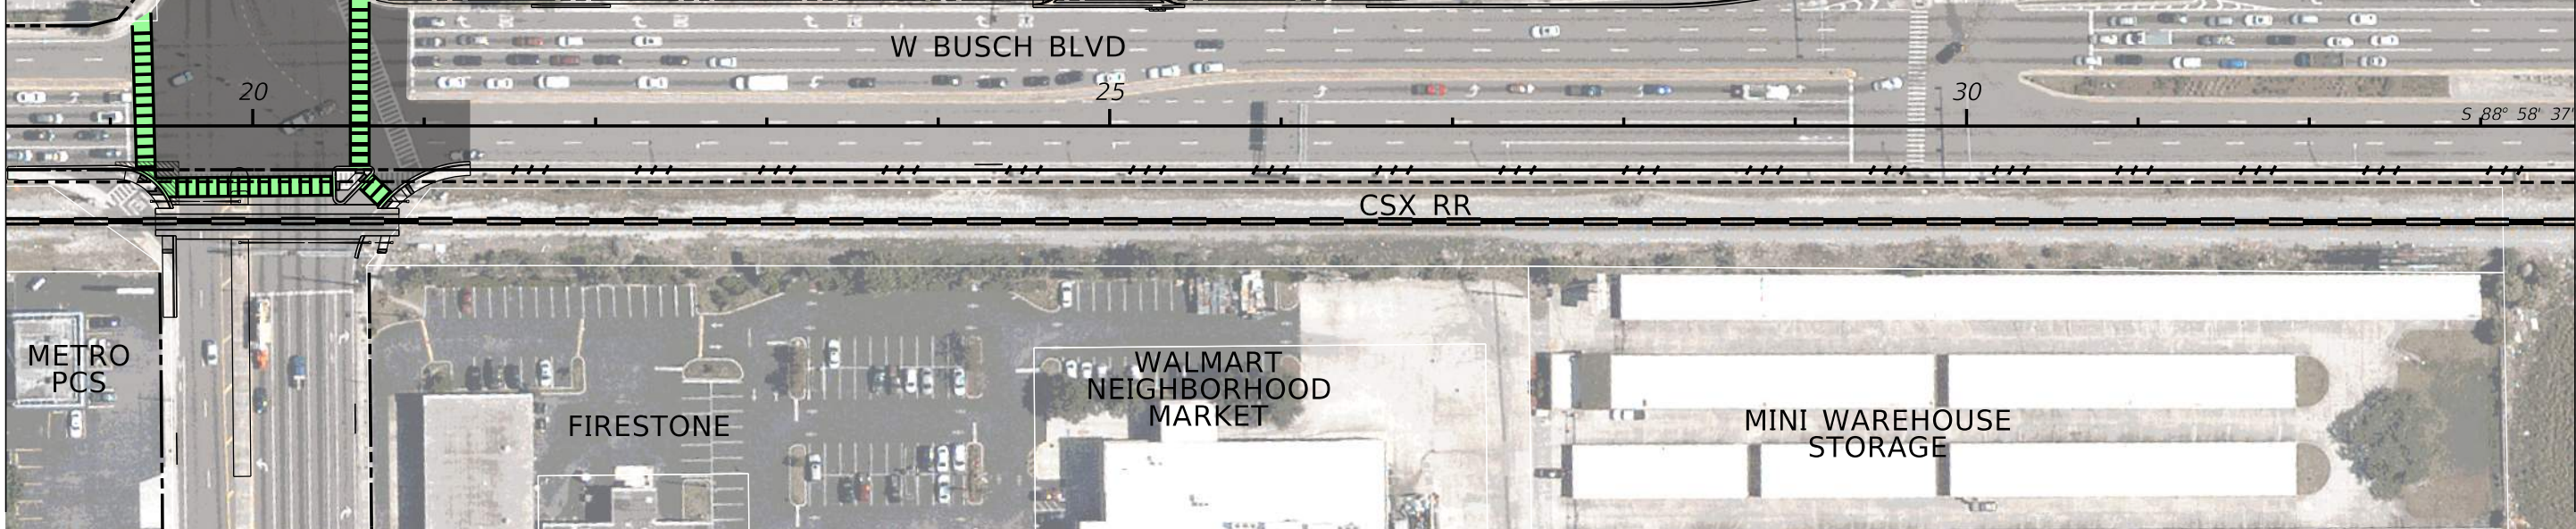 W BUSCH BLVD
20
25
30
S 88° 58' 37"
CSX RR
METRO
PCS
FIRESTONE
WALMART
NEIGHBORHOOD
MARKET
MINI WAREHOUSE
STORAGE